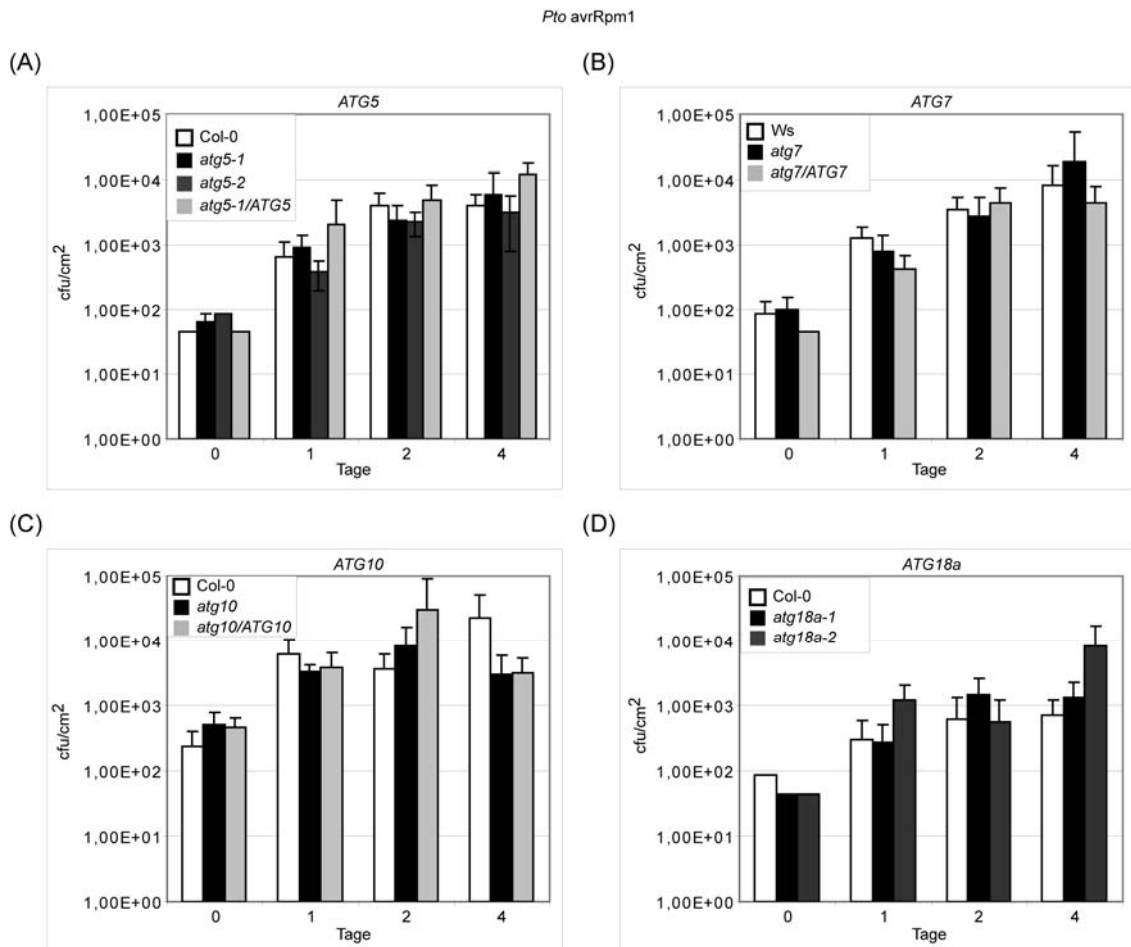 Pto avrRpm1
(A)
ATG5
1,00E+05
1,00E+04
1,00E+03
1,00E+02
1,00E+01
1,00E+00
cfu/cm²
Col-0
atg5-1
atg5-2
atg5-1/ATG5
0 1 2 4
Tage
(B)
ATG7
1,00E+05
1,00E+04
1,00E+03
1,00E+02
1,00E+01
1,00E+00
cfu/cm²
Ws
atg7
atg7/ATG7
0 1 2 4
Tage
(C)
ATG10
1,00E+05
1,00E+04
1,00E+03
1,00E+02
1,00E+01
1,00E+00
cfu/cm²
Col-0
atg10
atg10/ATG10
0 1 2 4
Tage
(D)
ATG18a
1,00E+05
1,00E+04
1,00E+03
1,00E+02
1,00E+01
1,00E+00
cfu/cm²
Col-0
atg18a-1
atg18a-2
0 1 2 4
Tage